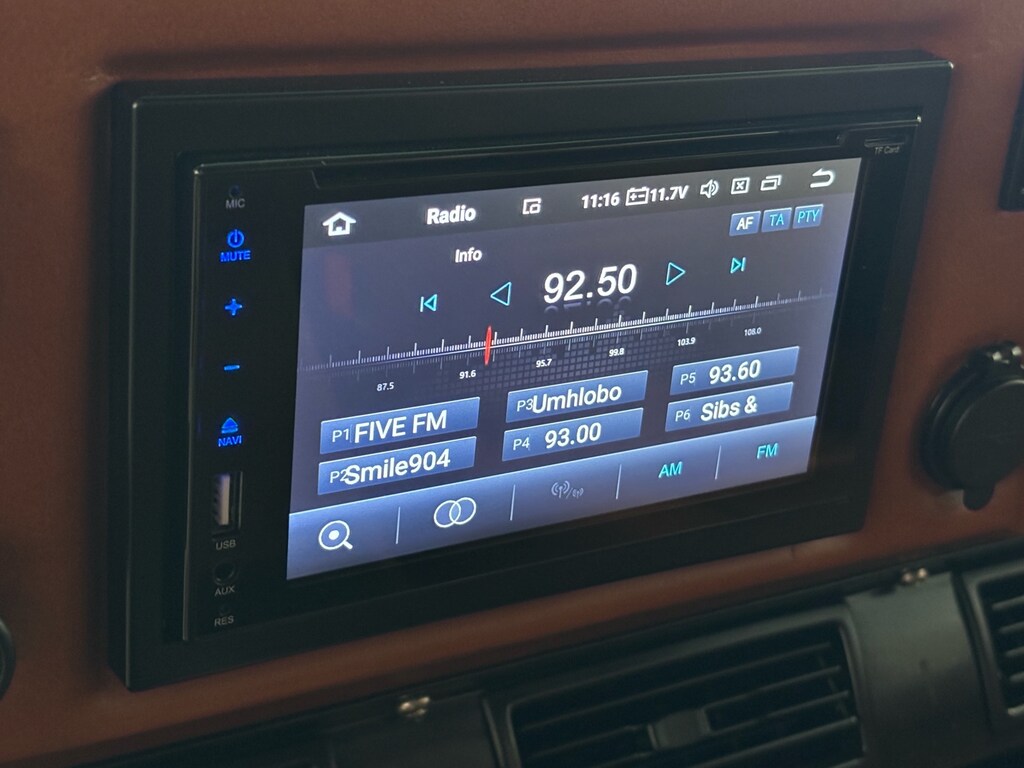 TF Card
MIC
MUTE
+
-
NAVI
USB
AUX
RES
Radio 11:16 11.7V
AF TA PTY
Info
92.50
87.5 91.6 95.7 99.8 103.9 108.0
P1 FIVE FM
P2 Smile904
P3 Umhlobo
P4 93.00
P5 93.60
P6 Sibs &
AM FM